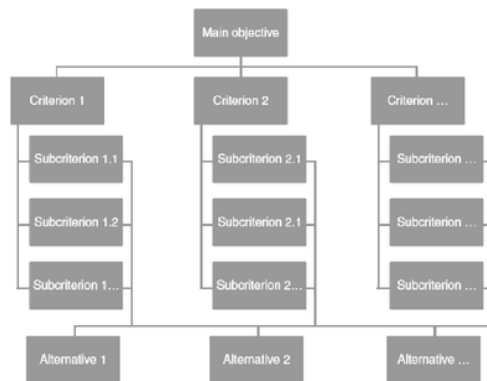 Main objective
Criterion 1
Criterion 2
Criterion ...
Subcriterion 1.1
Subcriterion 2.1
Subcriterion ...
Subcriterion 1.2
Subcriterion 2.1
Subcriterion ...
Subcriterion 1...
Subcriterion 2...
Subcriterion ...
Alternative 1
Alternative 2
Alternative ...